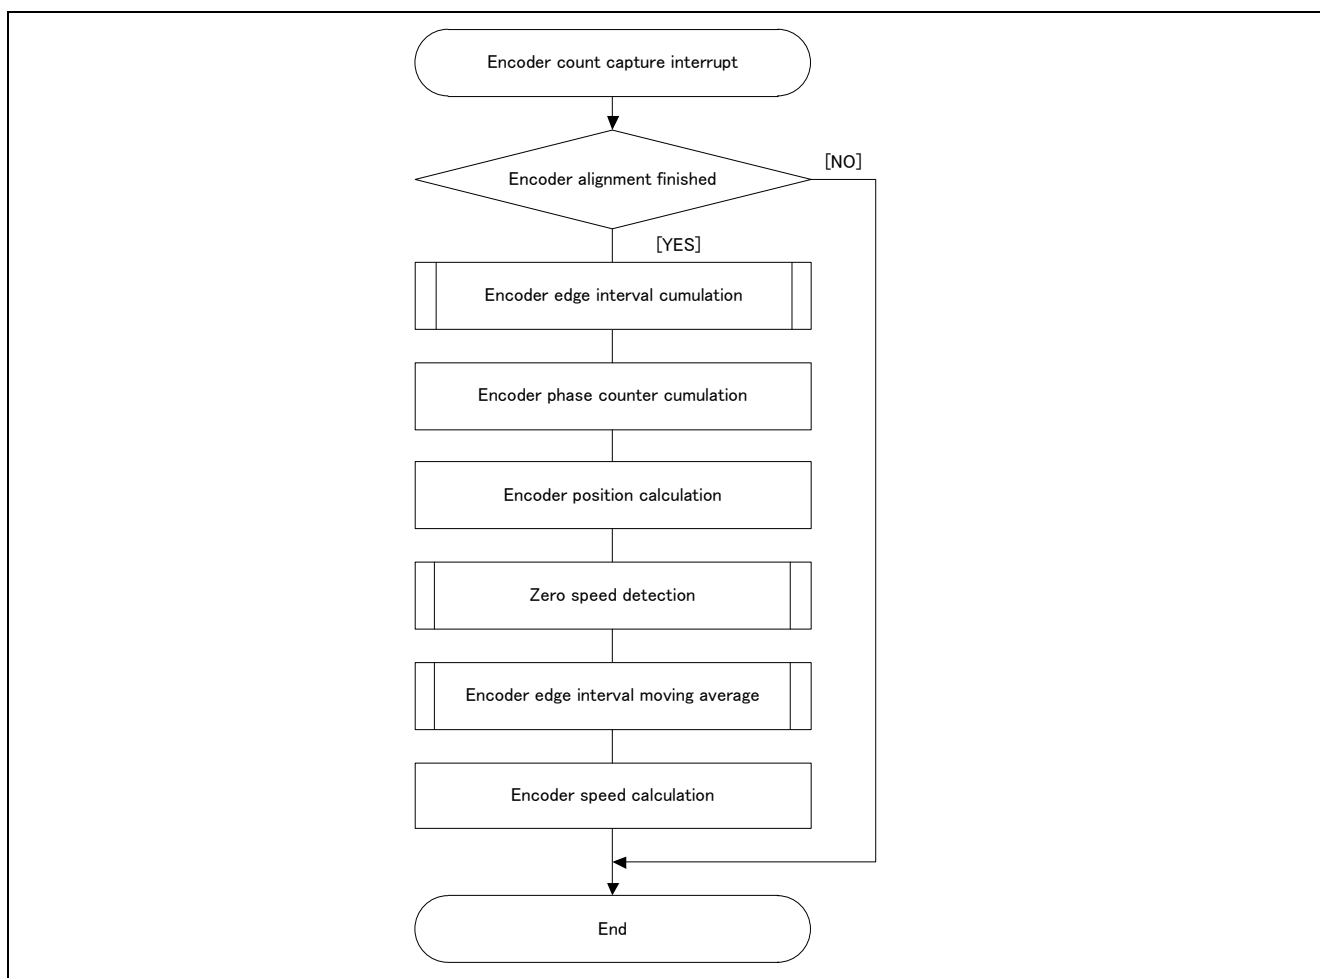 Encoder count capture interrupt
[NO]
Encoder alignment finished
[YES]
Encoder edge interval cumulation
Encoder phase counter cumulation
Encoder position calculation
Zero speed detection
Encoder edge interval moving average
Encoder speed calculation
End